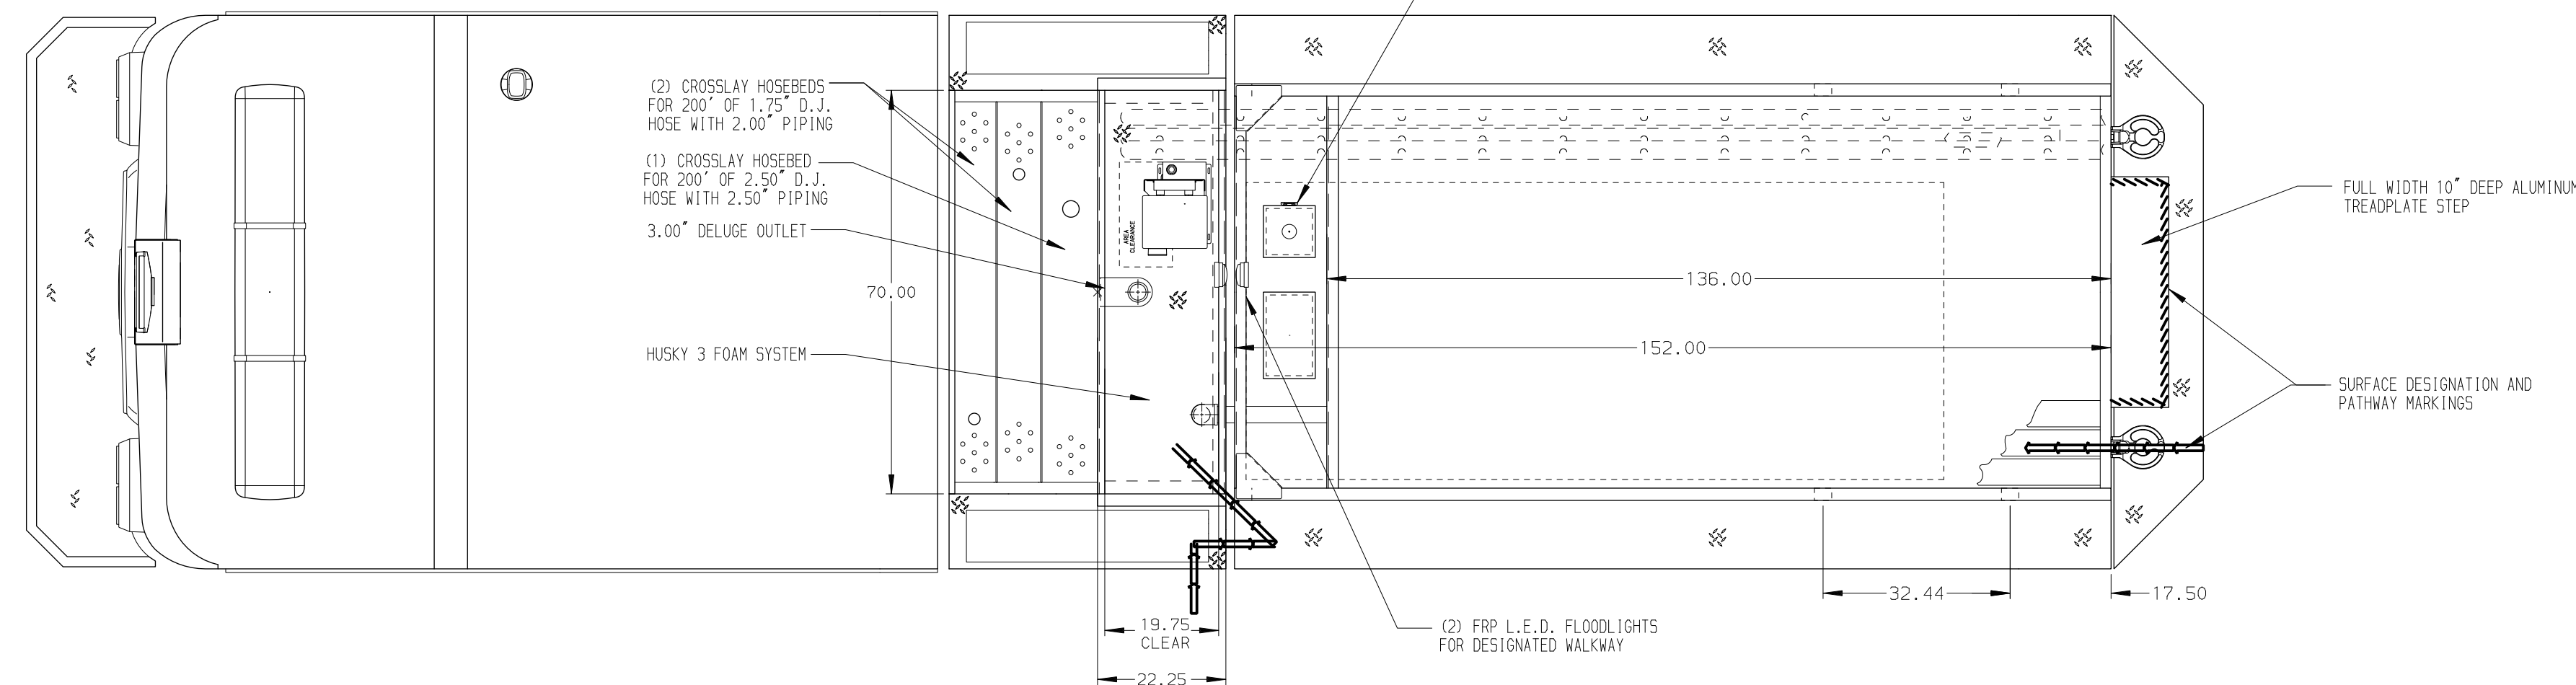 (2) CROSSLAY HOSEBEDS
FOR 200' OF 1.75" D.J.
HOSE WITH 2.00" PIPING
(1) CROSSLAY HOSEBED
FOR 200' OF 2.50" D.J.
HOSE WITH 2.50" PIPING
3.00" DELUGE OUTLET
HUSKY 3 FOAM SYSTEM
70.00
AREA
CLEARANCE
136.00
152.00
FULL WIDTH 10" DEEP ALUMINUM
TREADPLATE STEP
SURFACE DESIGNATION AND
PATHWAY MARKINGS
32.44
17.50
19.75
CLEAR
22.25
(2) FRP L.E.D. FLOODLIGHTS
FOR DESIGNATED WALKWAY